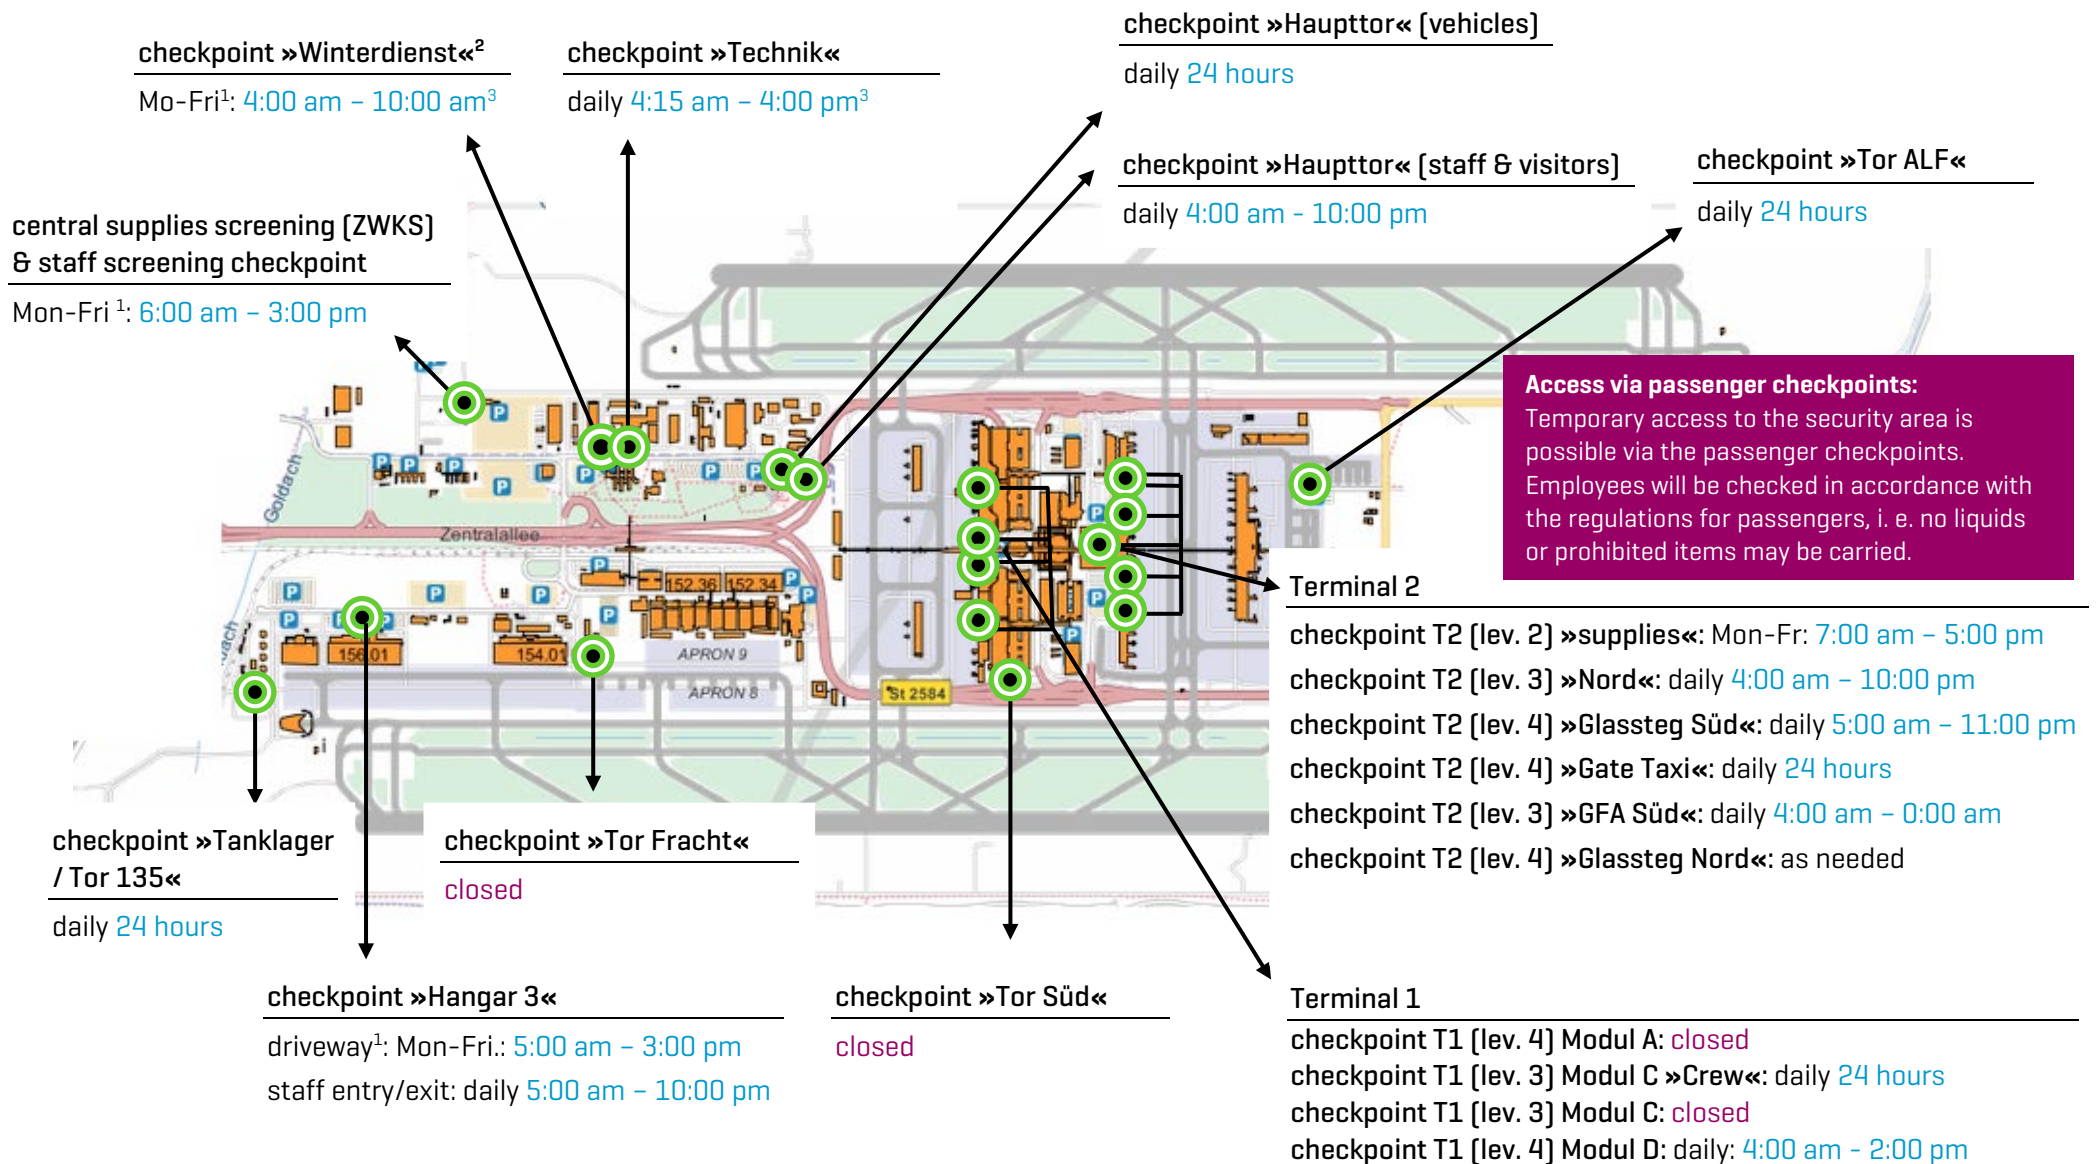 checkpoint »Haupttor« (vehicles)
daily 24 hours
checkpoint »Winterdienst«²
Mo-Fri¹: 4:00 am – 10:00 am³
checkpoint »Technik«
daily 4:15 am – 4:00 pm³
checkpoint »Haupttor« (staff & visitors)
daily 4:00 am - 10:00 pm
checkpoint »Tor ALF«
daily 24 hours
central supplies screening (ZWKS)
& staff screening checkpoint
Mon-Fri ¹: 6:00 am – 3:00 pm
Access via passenger checkpoints:
Temporary access to the security area is
possible via the passenger checkpoints.
Employees will be checked in accordance with
the regulations for passengers, i. e. no liquids
or prohibited items may be carried.
P
P
P
P
P
P
P
P
P
P
Goldach
Zentralallee
P
P
P
P
P
P
P
P
P
P
P
152.36
152.34
156.01
154.01
APRON 9
APRON 8
St 2584
Terminal 2
checkpoint T2 (lev. 2) »supplies«: Mon-Fr: 7:00 am – 5:00 pm
checkpoint T2 (lev. 3) »Nord«: daily 4:00 am – 10:00 pm
checkpoint T2 (lev. 4) »Glassteg Süd«: daily 5:00 am – 11:00 pm
checkpoint T2 (lev. 4) »Gate Taxi«: daily 24 hours
checkpoint T2 (lev. 3) »GFA Süd«: daily 4:00 am – 0:00 am
checkpoint T2 (lev. 4) »Glassteg Nord«: as needed
checkpoint »Tanklager
/ Tor 135«
daily 24 hours
checkpoint »Tor Fracht«
closed
checkpoint »Hangar 3«
driveway¹: Mon-Fri.: 5:00 am – 3:00 pm
staff entry/exit: daily 5:00 am – 10:00 pm
checkpoint »Tor Süd«
closed
Terminal 1
checkpoint T1 (lev. 4) Modul A: closed
checkpoint T1 (lev. 3) Modul C »Crew«: daily 24 hours
checkpoint T1 (lev. 3) Modul C: closed
checkpoint T1 (lev. 4) Modul D: daily: 4:00 am - 2:00 pm